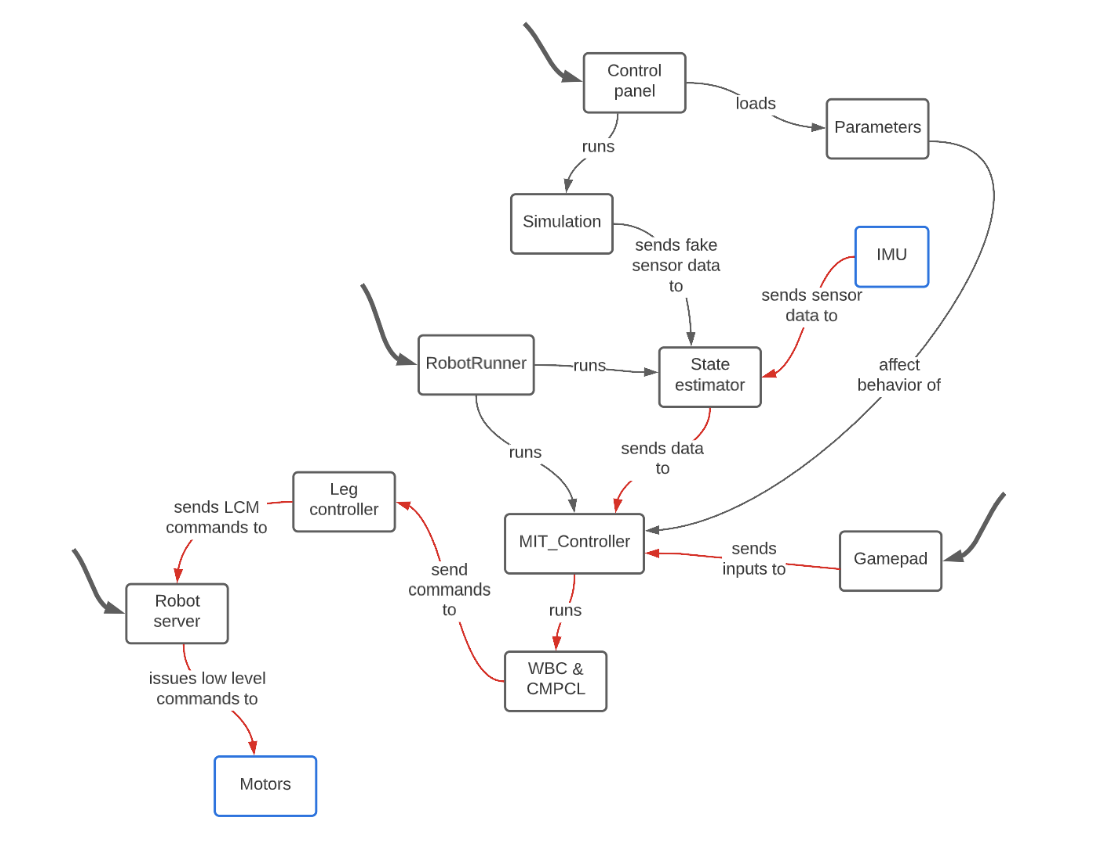 Control
panel
loads
Parameters
runs
Simulation
sends fake
sensor data
to
IMU
sends sensor
data to
RobotRunner
runs
State
estimator
affect
behavior of
runs
sends data
to
Leg
controller
sends LCM
commands to
MIT_Controller
sends
inputs to
Gamepad
send
commands
to
runs
Robot
server
WBC &
CMPCL
issues low level
commands to
Motors